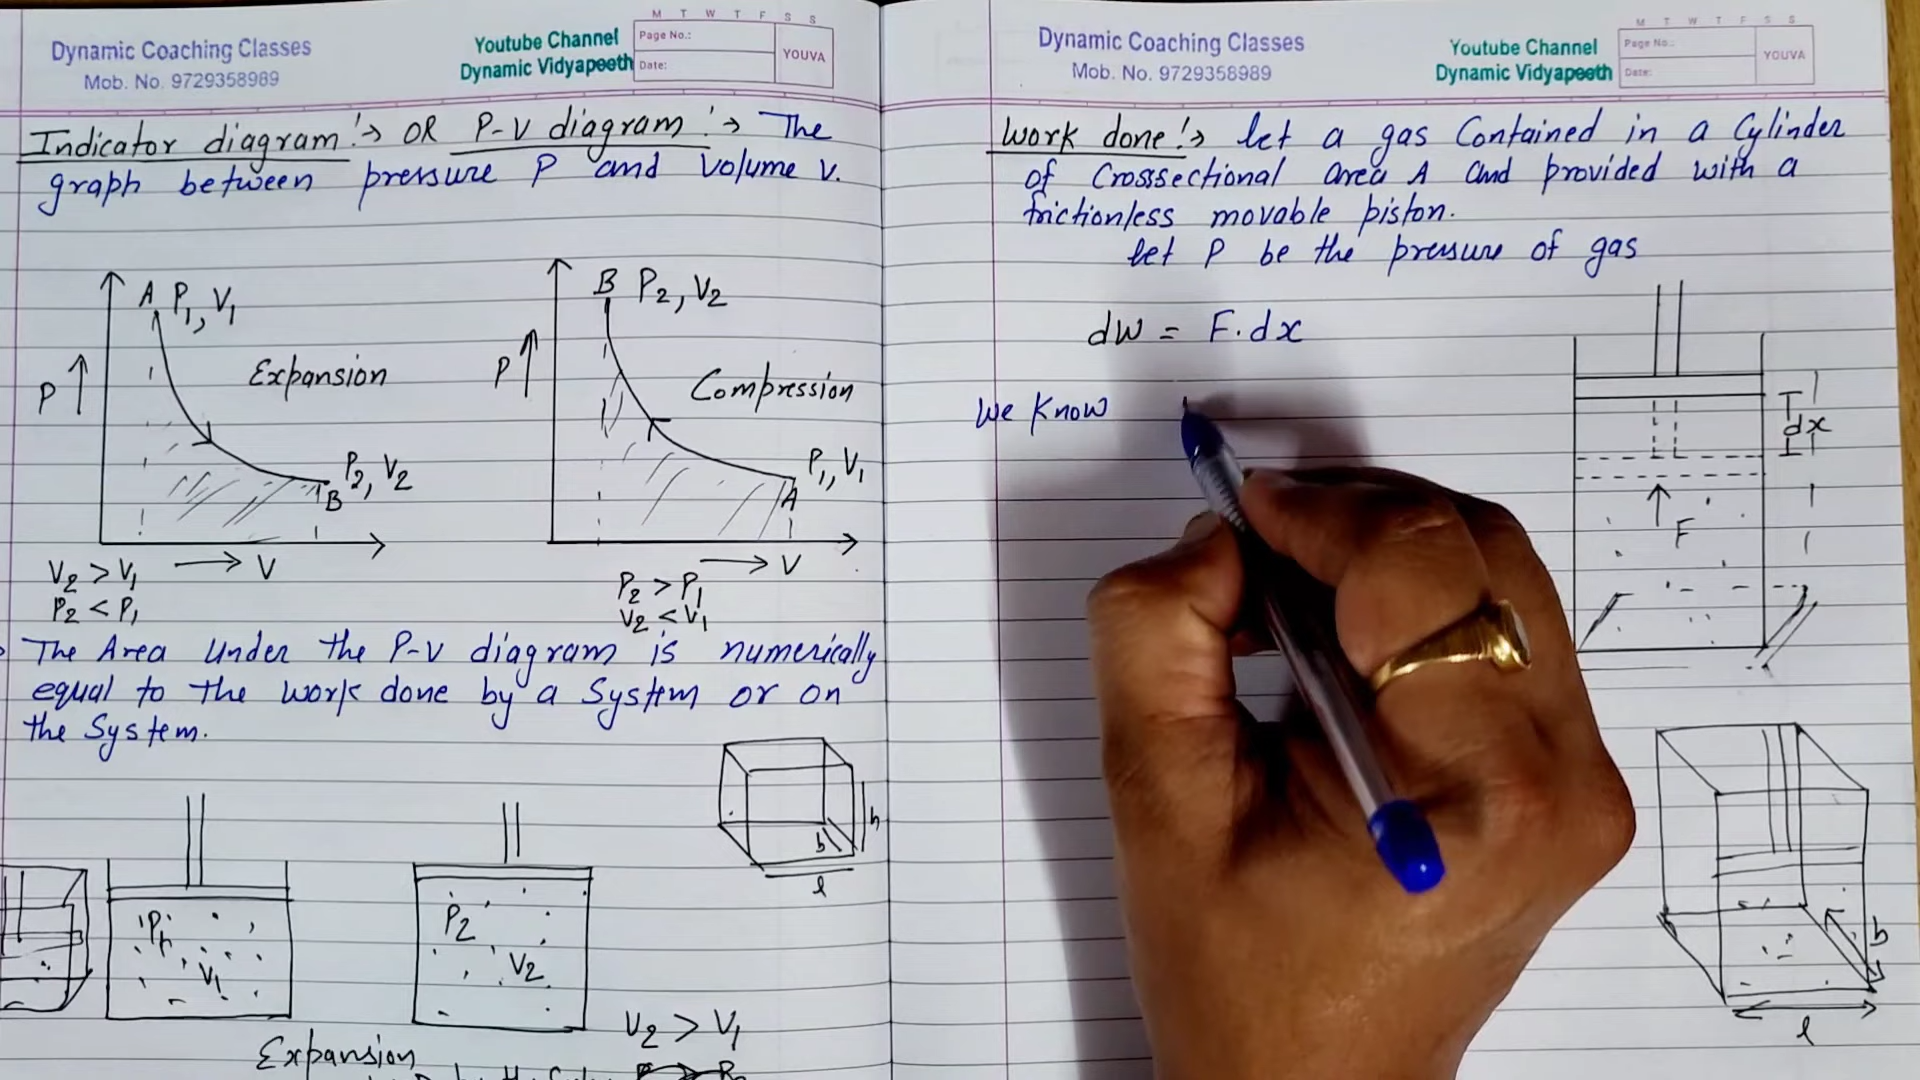 Dynamic Coaching Classes
Mob. No. 9729358989
Youtube Channel
Dynamic Vidyapeeth
M T W T F S S
Page No.:
Date:
YOUVA
Indicator diagram :→ OR P-V diagram :→ The
graph between pressure P and volume V.
A P1, V1
P
Expansion
P2, V2
B
V
V2 > V1
P2 < P1
B P2, V2
P
Compression
P1, V1
A
V
P2 > P1
V2 < V1
The Area under the P-V diagram is numerically
equal to the work done by a System or on
the System.
h
b
l
P1
V1
P2
V2
V2 > V1
Expansion
Dynamic Coaching Classes
Mob. No. 9729358989
Youtube Channel
Dynamic Vidyapeeth
M T W T F S S
Page No.:
Date:
YOUVA
Work done :→ let a gas Contained in a Cylinder
of Crosssectional area A and provided with a
frictionless movable piston.
let P be the pressure of gas
dW = F.dx
We Know
dx
F
b
l